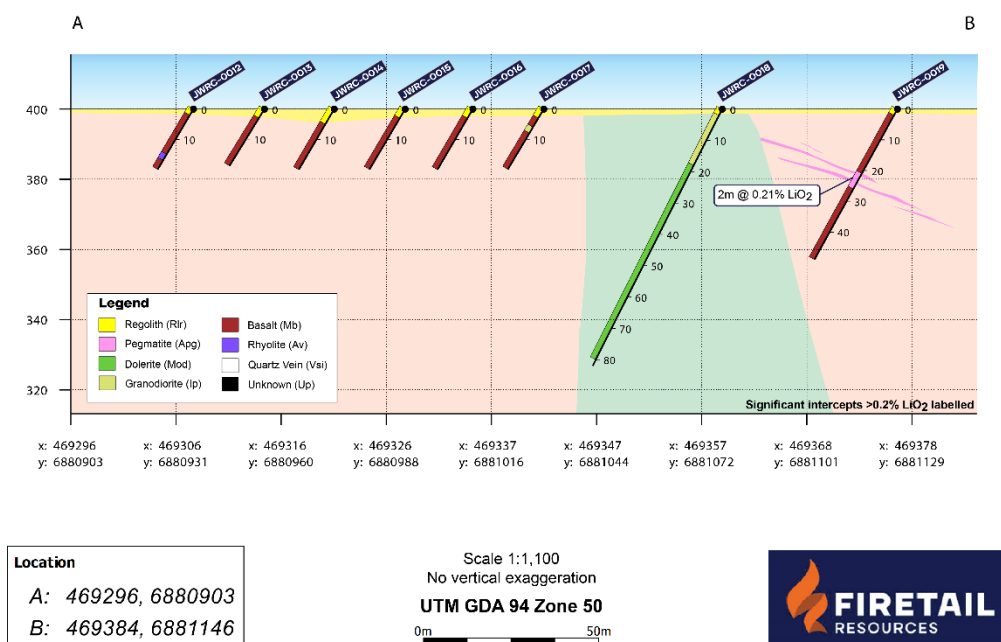 A
B
JWRC-0012
JWRC-0013
JWRC-0014
JWRC-0015
JWRC-0016
JWRC-0017
JWRC-0018
JWRC-0019
400
380
360
340
320
0
10
0
10
0
10
0
10
0
10
0
10
0
10
20
30
40
50
60
70
80
0
10
20
30
40
2m @ 0.21% LiO2
Legend
Regolith (Rlr)
Pegmatite (Apg)
Dolerite (Mod)
Granodiorite (Ip)
Basalt (Mb)
Rhyolite (Av)
Quartz Vein (Vsi)
Unknown (Up)
Significant intercepts >0.2% LiO2 labelled
x: 469296
y: 6880903
x: 469306
y: 6880931
x: 469316
y: 6880960
x: 469326
y: 6880988
x: 469337
y: 6881016
x: 469347
y: 6881044
x: 469357
y: 6881072
x: 469368
y: 6881101
x: 469378
y: 6881129
Location
A: 469296, 6880903
B: 469384, 6881146
Scale 1:1,100
No vertical exaggeration
UTM GDA 94 Zone 50
0m 50m
FIRETAIL
RESOURCES